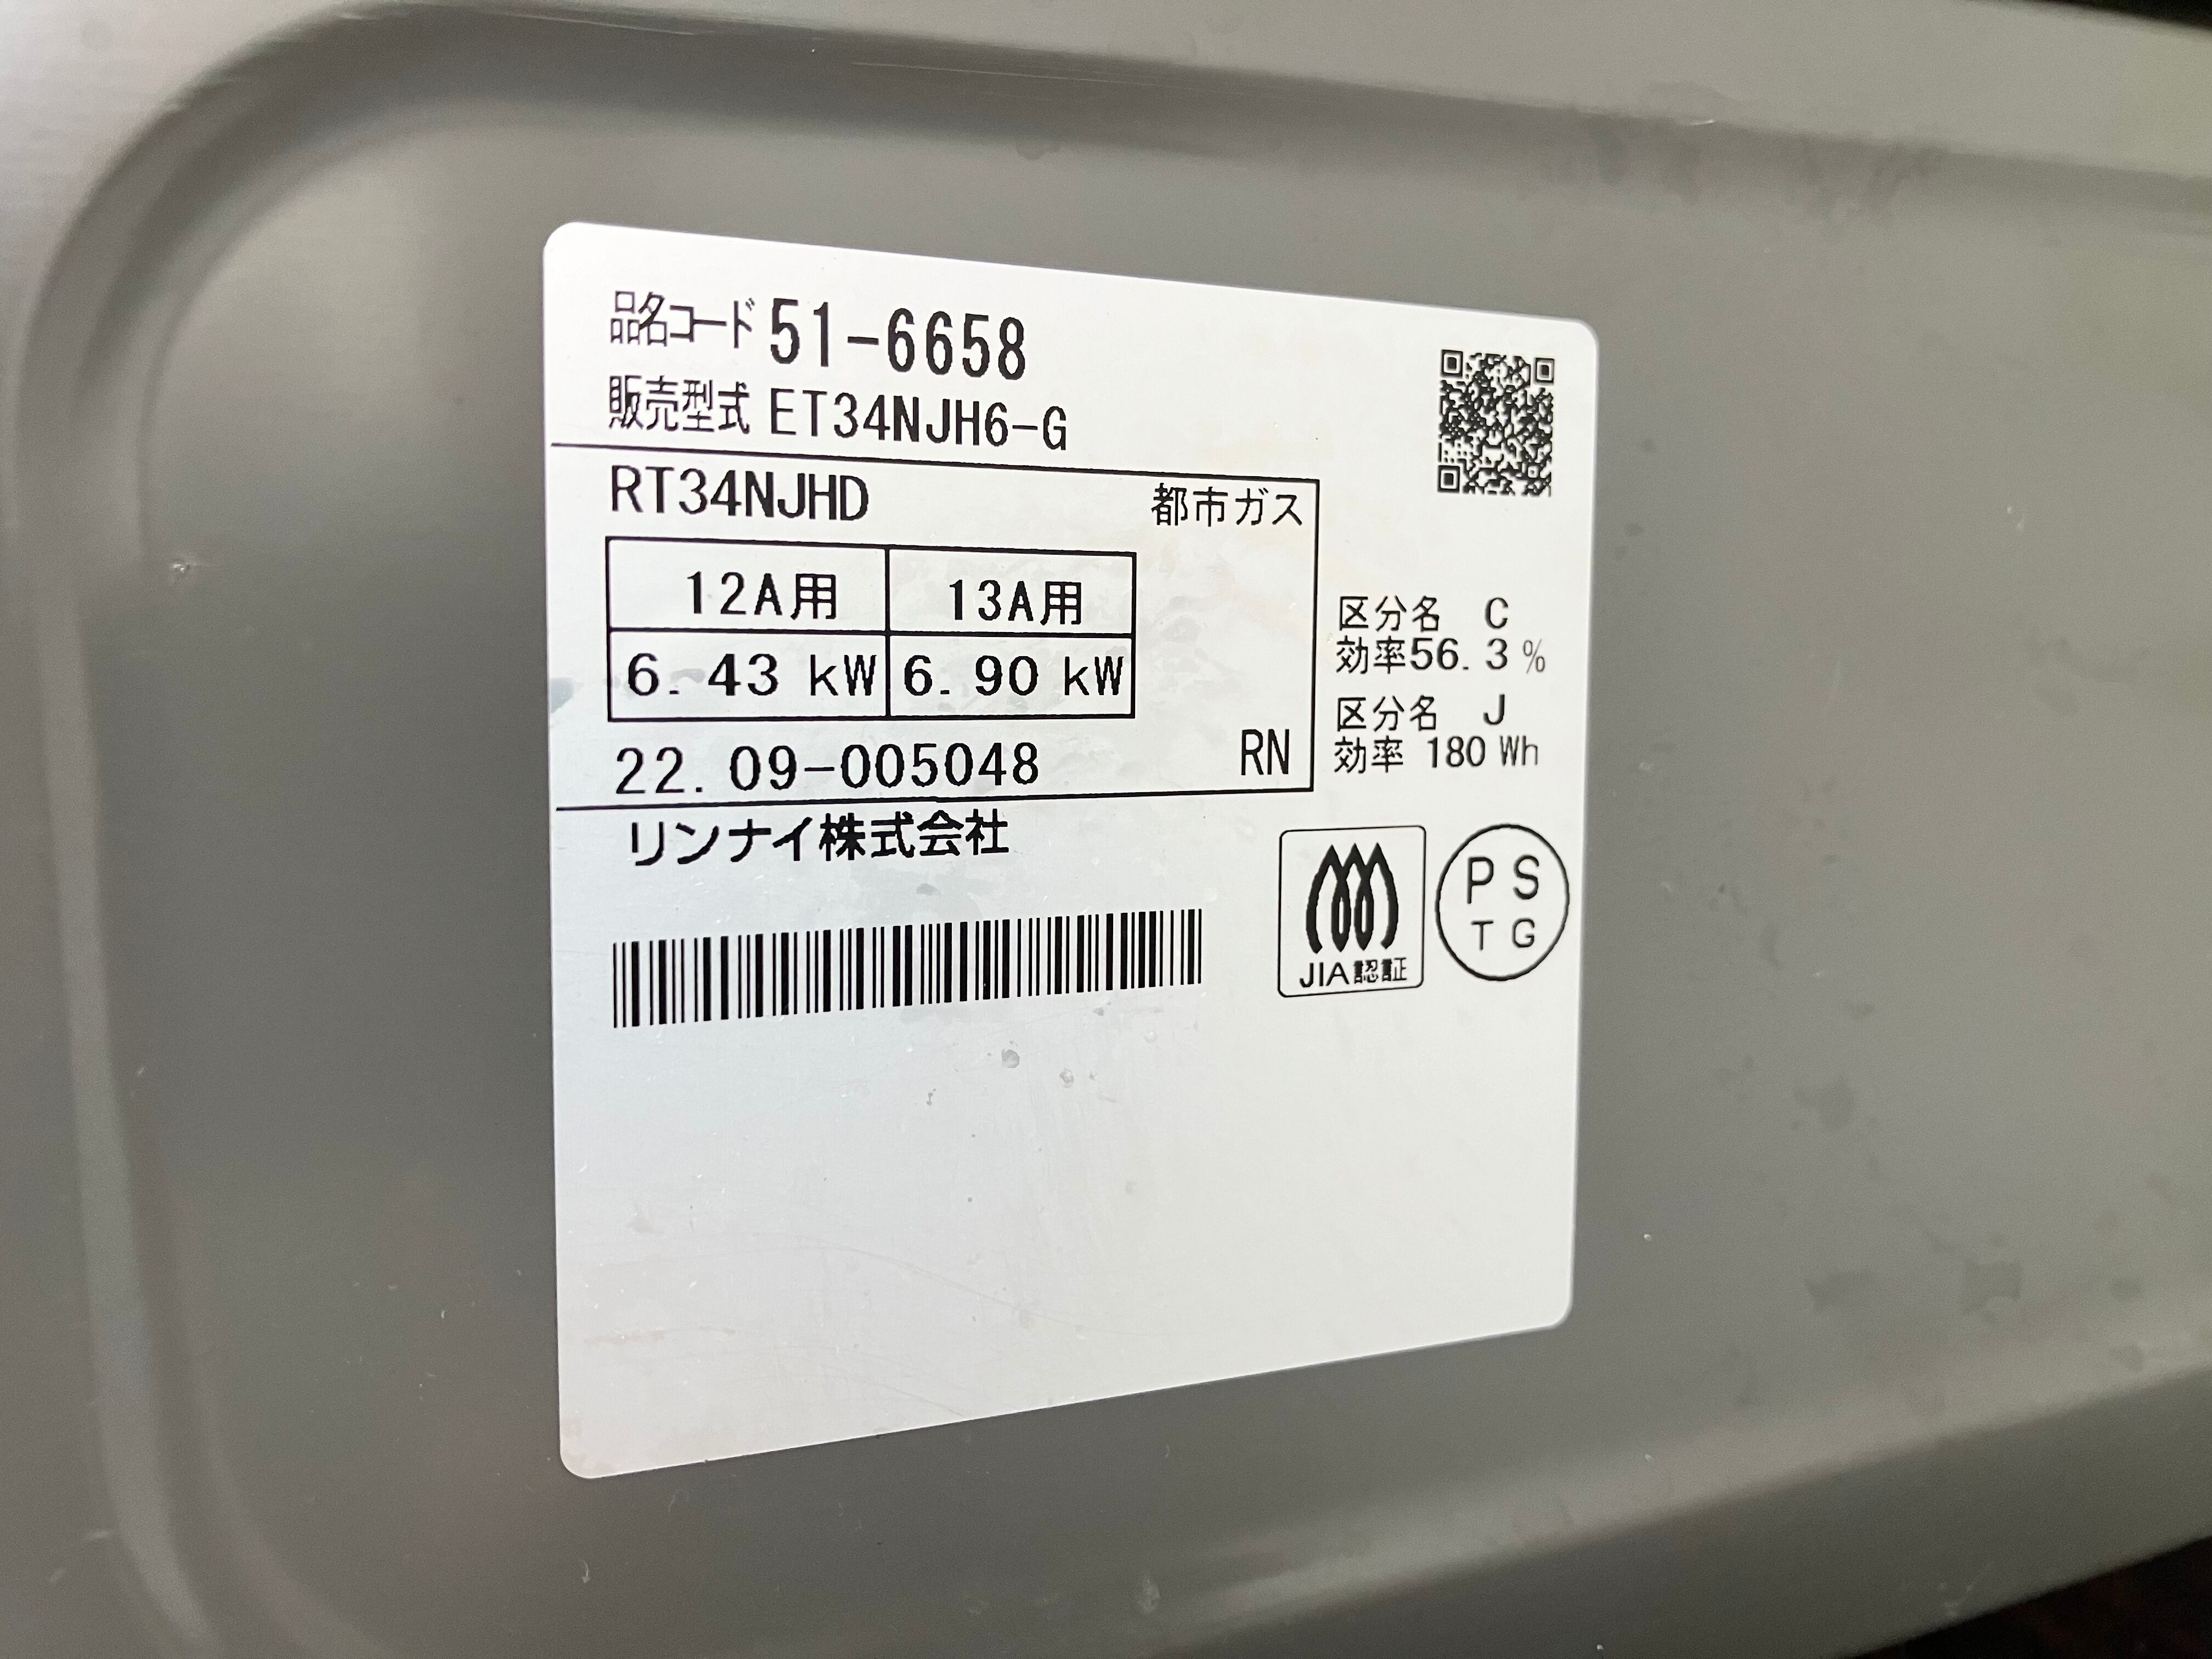 品名コード 51-6658
販売型式 ET34NJH6-G
RT34NJHD 都市ガス
12A用 13A用
6.43 kW 6.90 kW
22.09-005048 RN
リンナイ株式会社
区分名 C
効率56.3%
区分名 J
効率 180 Wh
JIA認証
PS
TG